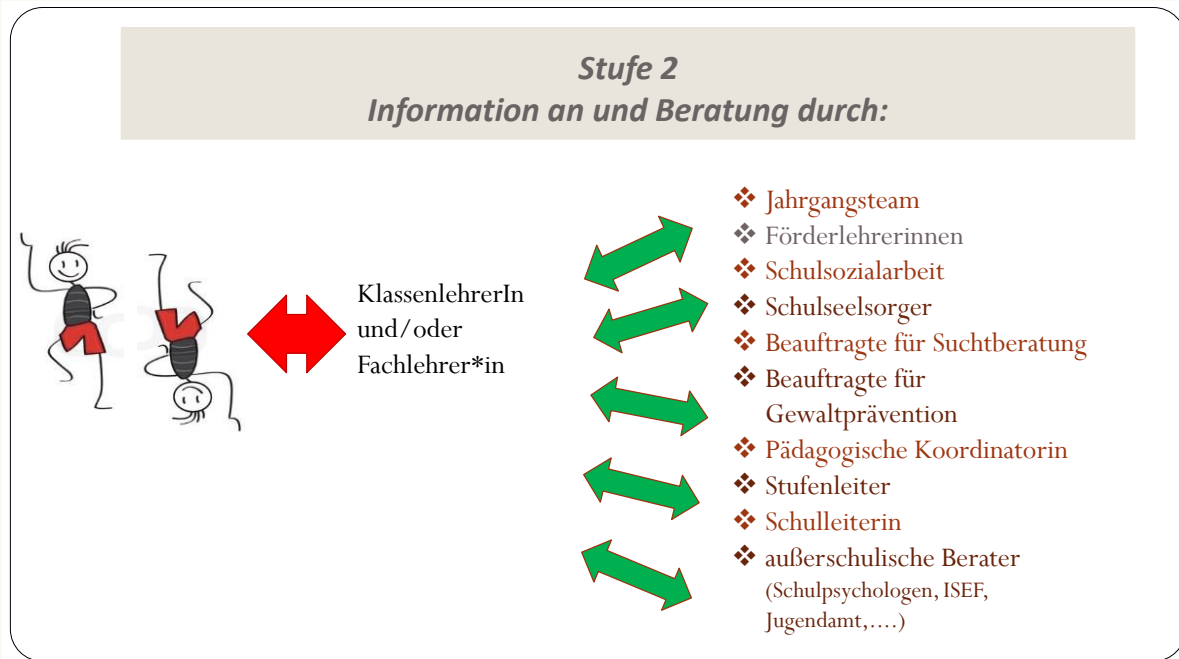 Stufe 2
Information an und Beratung durch:
KlassenlehrerIn
und/oder
Fachlehrer*in
❖ Jahrgangsteam
❖ Förderlehrerinnen
❖ Schulsozialarbeit
❖ Schulseelsorger
❖ Beauftragte für Suchtberatung
❖ Beauftragte für
Gewaltprävention
❖ Pädagogische Koordinatorin
❖ Stufenleiter
❖ Schulleiterin
❖ außerschulische Berater
(Schulpsychologen, ISEF,
Jugendamt,....)